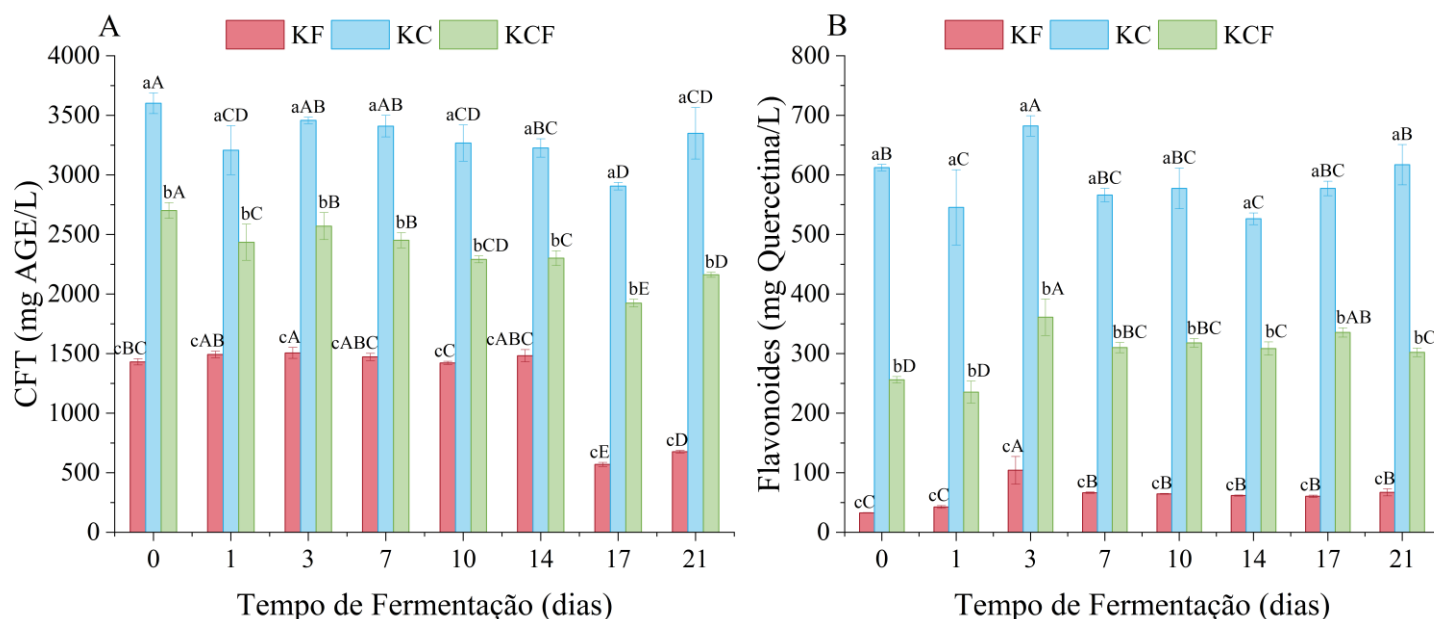 A
KF KC KCF
CFT (mg AGE/L)
4000
3500
3000
2500
2000
1500
1000
500
0
aA aCD aAB aAB aCD aBC aD aCD
bA bC bB bB bCD bC bE bD
cBC cAB cA cABC cC cABC cE cD
0 1 3 7 10 14 17 21
Tempo de Fermentação (dias)
B
KF KC KCF
Flavonoides (mg Quercetina/L)
800
700
600
500
400
300
200
100
0
aB aC aA aBC aBC aC aBC aB
bD bD bA bBC bBC bC bAB bC
cC cC cA cB cB cB cB cB
0 1 3 7 10 14 17 21
Tempo de Fermentação (dias)